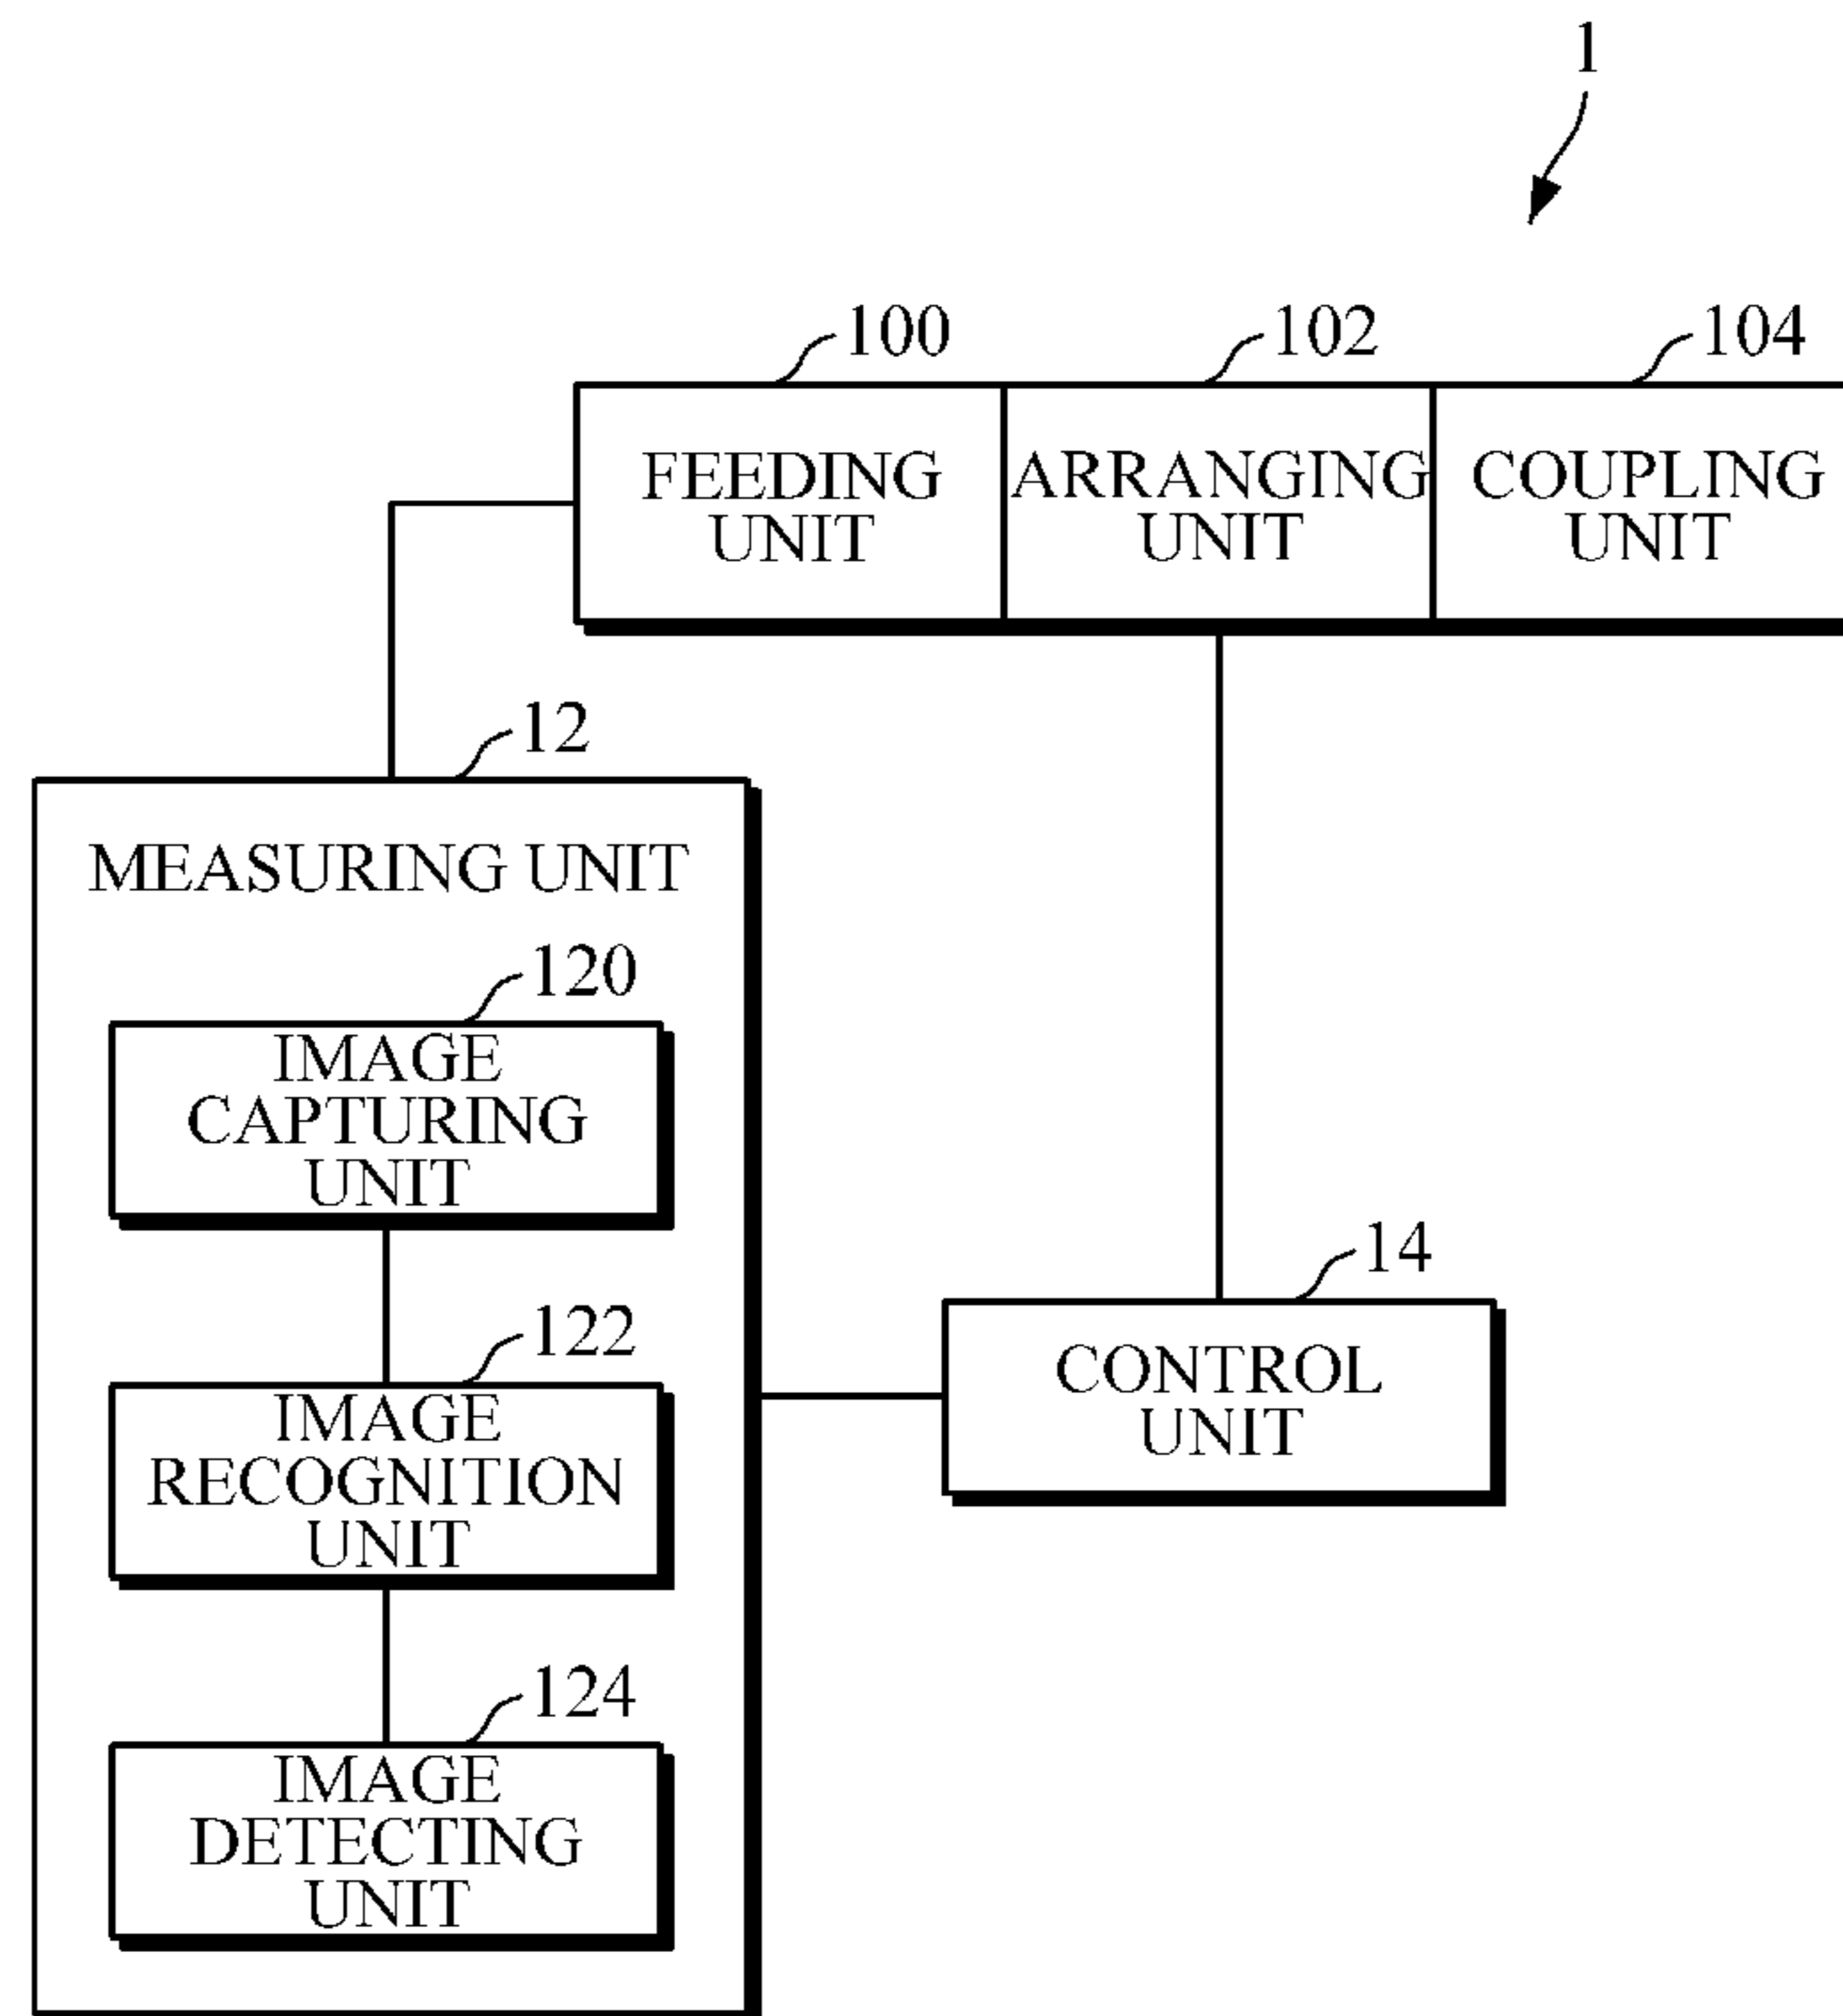 1
100
102
104
FEEDING
UNIT
ARRANGING
UNIT
COUPLING
UNIT
12
MEASURING UNIT
120
IMAGE
CAPTURING
UNIT
122
IMAGE
RECOGNITION
UNIT
124
IMAGE
DETECTING
UNIT
14
CONTROL
UNIT